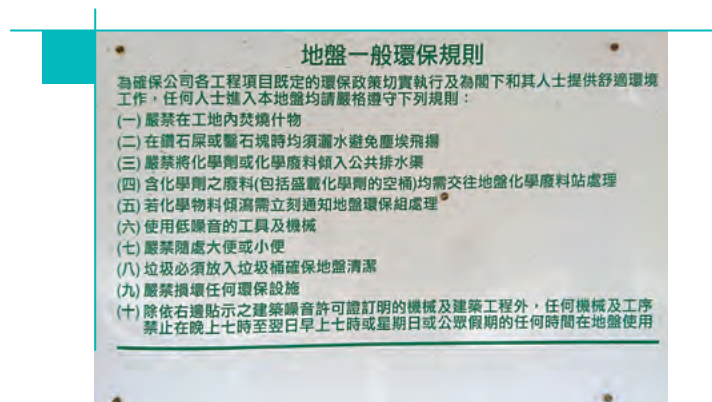 地盤一般環保規則
為確保公司各工程項目既定的環保政策切實執行及為閣下和其人士提供舒適環境
工作，任何人士進入本地盤均請嚴格遵守下列規則：
(一) 嚴禁在工地內焚燒什物
(二) 在鑽石屎或鑿石塊時均須灑水避免塵埃飛揚
(三) 嚴禁將化學劑或化學廢料傾入公共排水渠
(四) 含化學劑之廢料(包括盛載化學劑的空桶)均需交往地盤化學廢料站處理
(五) 若化學物料傾瀉需立刻通知地盤環保組處理
(六) 使用低噪音的工具及機械
(七) 嚴禁隨處大便或小便
(八) 垃圾必須放入垃圾桶確保地盤清潔
(九) 嚴禁損壞任何環保設施
(十) 除依右邊貼示之建築噪音許可證訂明的機械及建築工程外，任何機械及工序
禁止在晚上七時至翌日早上七時或星期日或公眾假期的任何時間在地盤使用